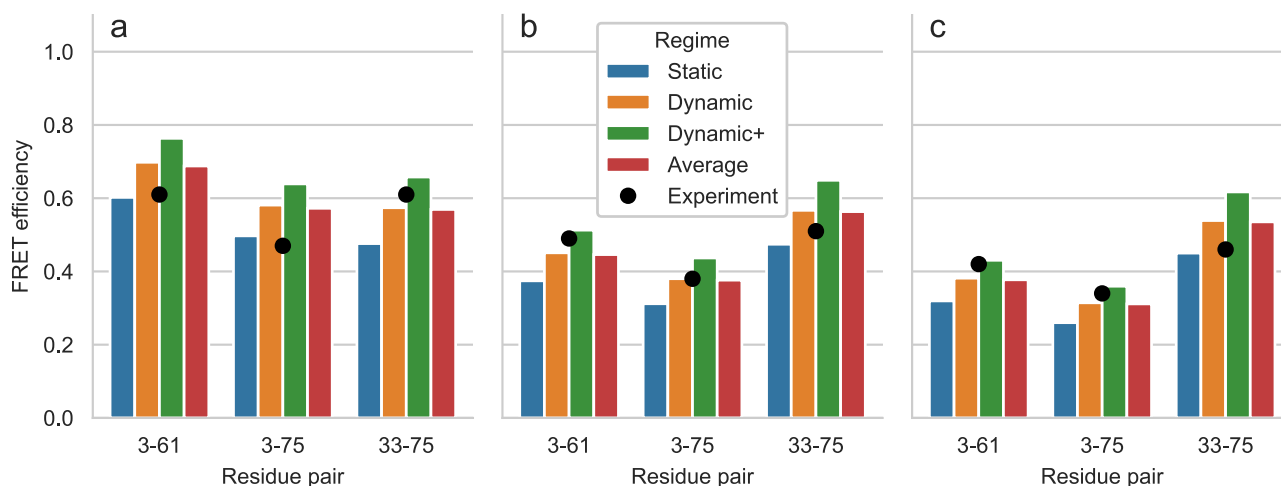 a
b
c
Regime
Static
Dynamic
Dynamic+
Average
Experiment
FRET efficiency
1.0
0.8
0.6
0.4
0.2
0.0
3-61
3-75
33-75
3-61
3-75
33-75
3-61
3-75
33-75
Residue pair
Residue pair
Residue pair